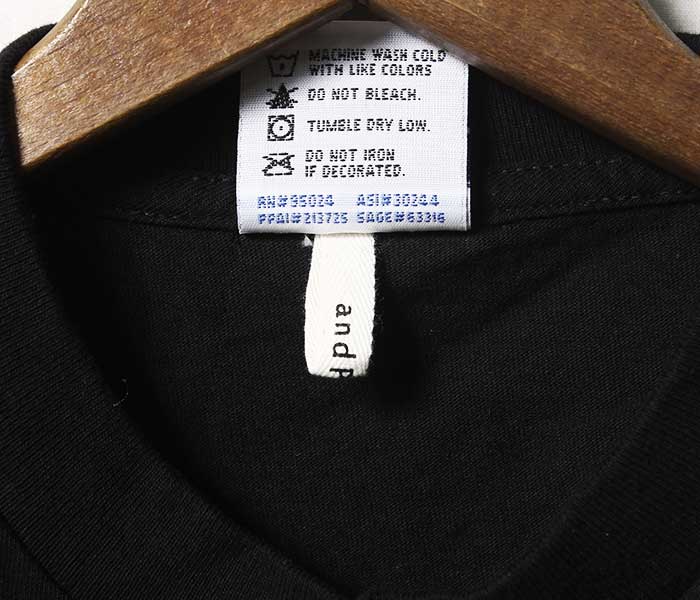 MACHINE WASH COLD
WITH LIKE COLORS
DO NOT BLEACH.
TUMBLE DRY LOW.
DO NOT IRON
IF DECORATED.
RN#95024 ASI#30244
PPAI#213725 SAGE#63316
and